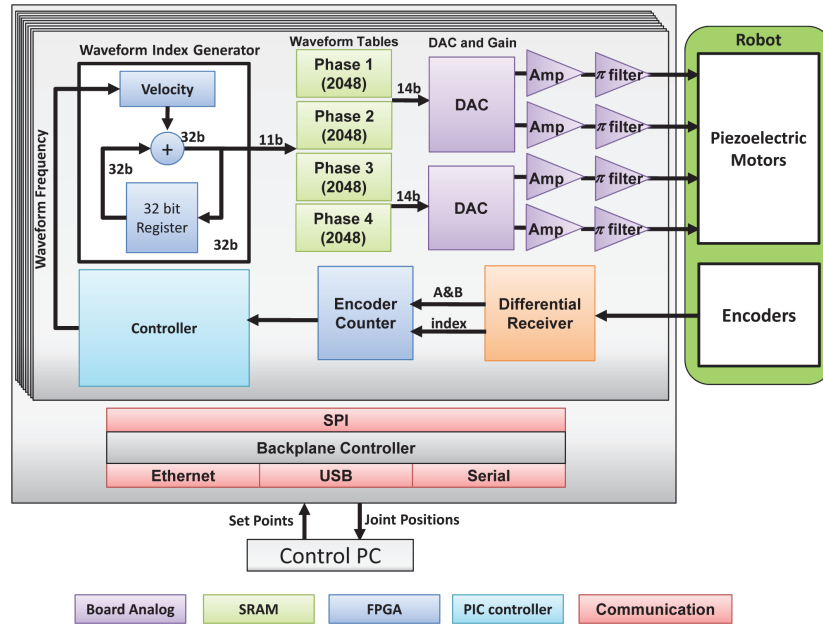 Waveform Index Generator
Waveform Tables
DAC and Gain
Robot
Velocity
32b
+
32b
32 bit
Register
32b
11b
Waveform Frequency
Phase 1
(2048)
Phase 2
(2048)
Phase 3
(2048)
Phase 4
(2048)
14b
14b
DAC
DAC
Amp
π filter
Amp
π filter
Amp
π filter
Amp
π filter
Piezoelectric
Motors
Controller
Encoder
Counter
A&B
index
Differential
Receiver
Encoders
SPI
Backplane Controller
Ethernet
USB
Serial
Set Points
Joint Positions
Control PC
Board Analog
SRAM
FPGA
PIC controller
Communication